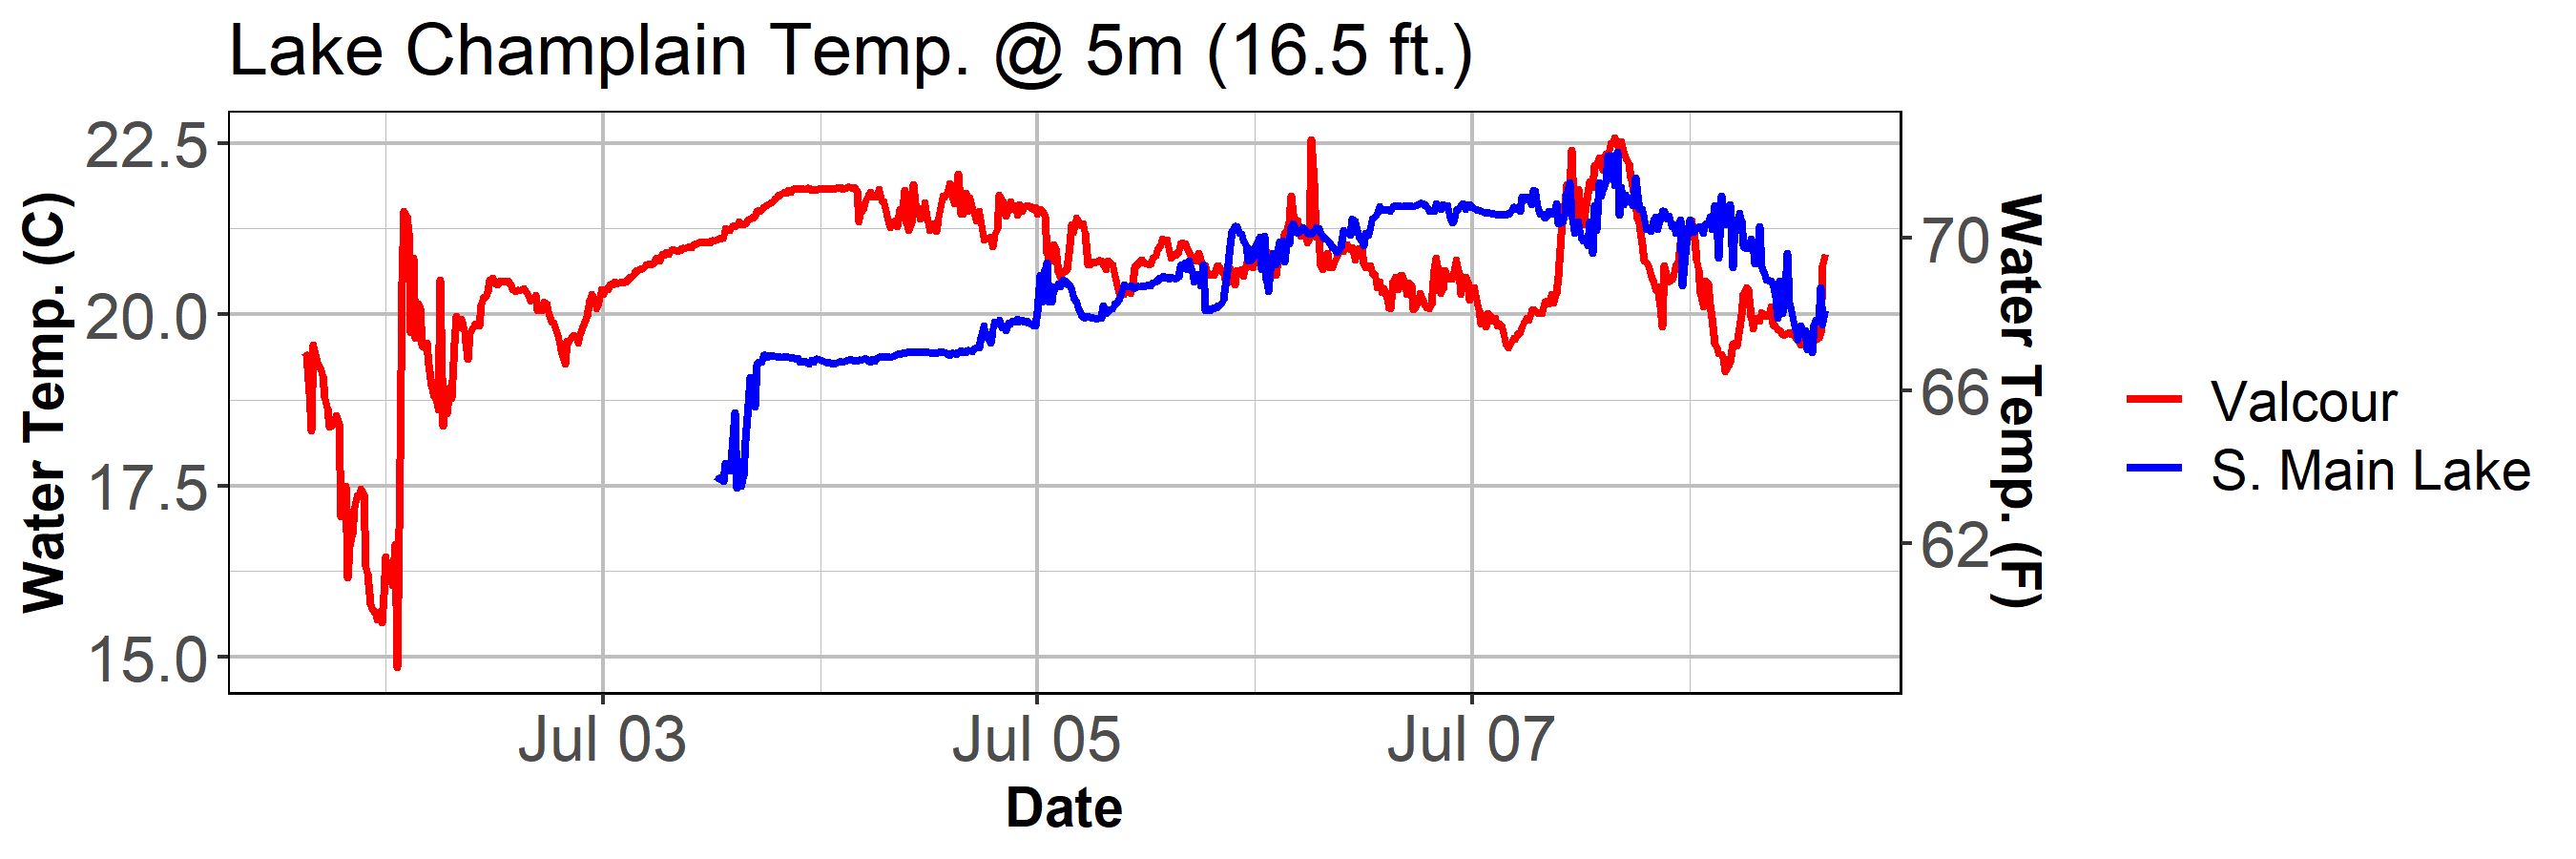 Lake Champlain Temp. @ 5m (16.5 ft.)
Water Temp. (C)
22.5
20.0
17.5
15.0
70
66
62
Water Temp. (F)
Jul 03
Jul 05
Jul 07
Date
Valcour
S. Main Lake